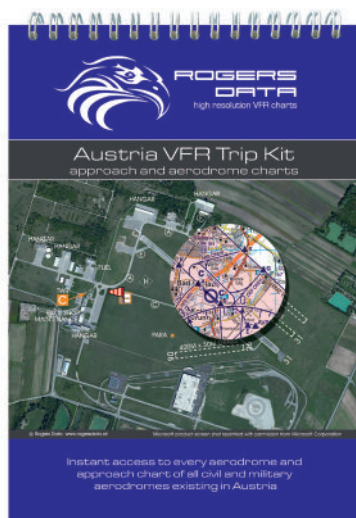 ROGERS
DATA
high resolution VFR charts
Austria VFR Trip Kit
approach and aerodrome charts
HANGAR
HANGAR
HANGAR
HANGAR
FUEL
C
H
C
C
PARA
HANGAR
© Rogers Data www.rogersdata.at
Microsoft product screen shot reprinted with permission from Microsoft Corporation
Instant access to every aerodrome and
approach chart of all civil and military
aerodromes existing in Austria